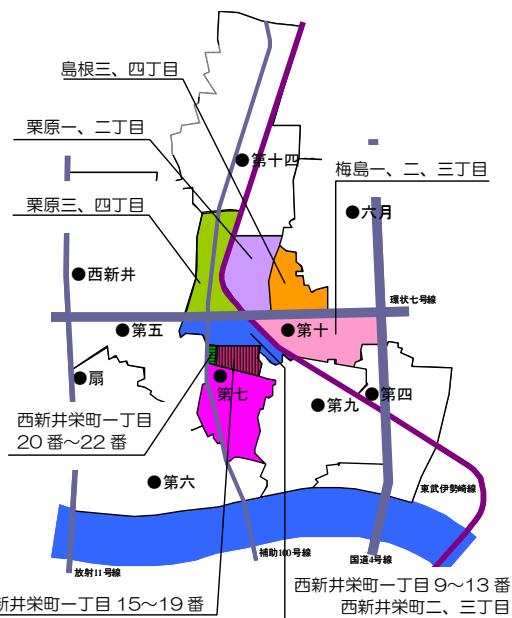 島根三、四丁目
栗原一、二丁目
●第十四
梅島一、二、三丁目
栗原三、四丁目
●六月
●西新井
環状七号線
●第五
●第十
●扇
●第七
●第九
●第四
西新井栄町一丁目
20番～22番
●第六
東武伊勢崎線
補助100号線
国道4号線
放射11号線
西新井栄町一丁目9～13番
西新井栄町二、三丁目
新井栄町一丁目15～19番